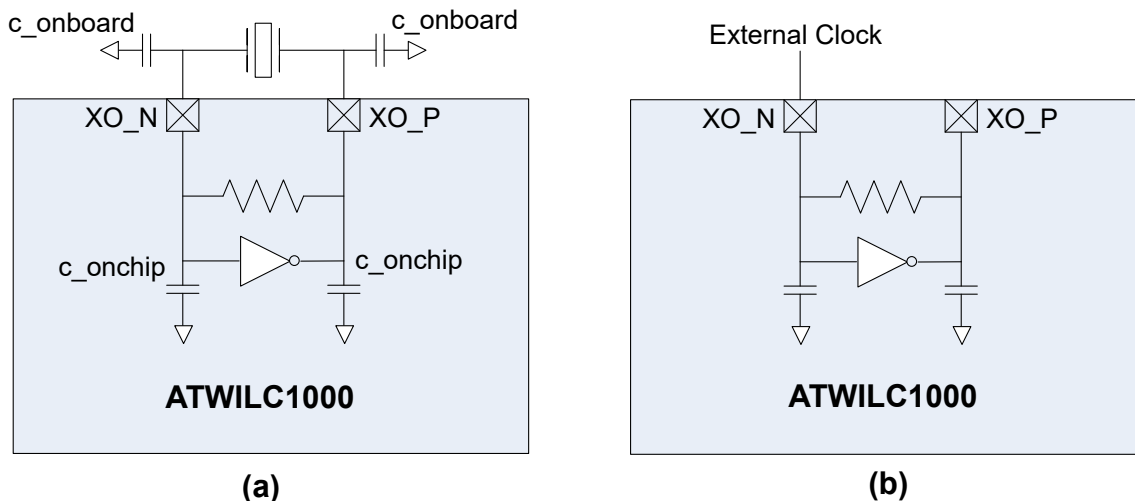 c_onboard
c_onboard
External Clock
XO_N
XO_P
XO_N
XO_P
c_onchip
c_onchip
ATWILC1000
ATWILC1000
(a)
(b)